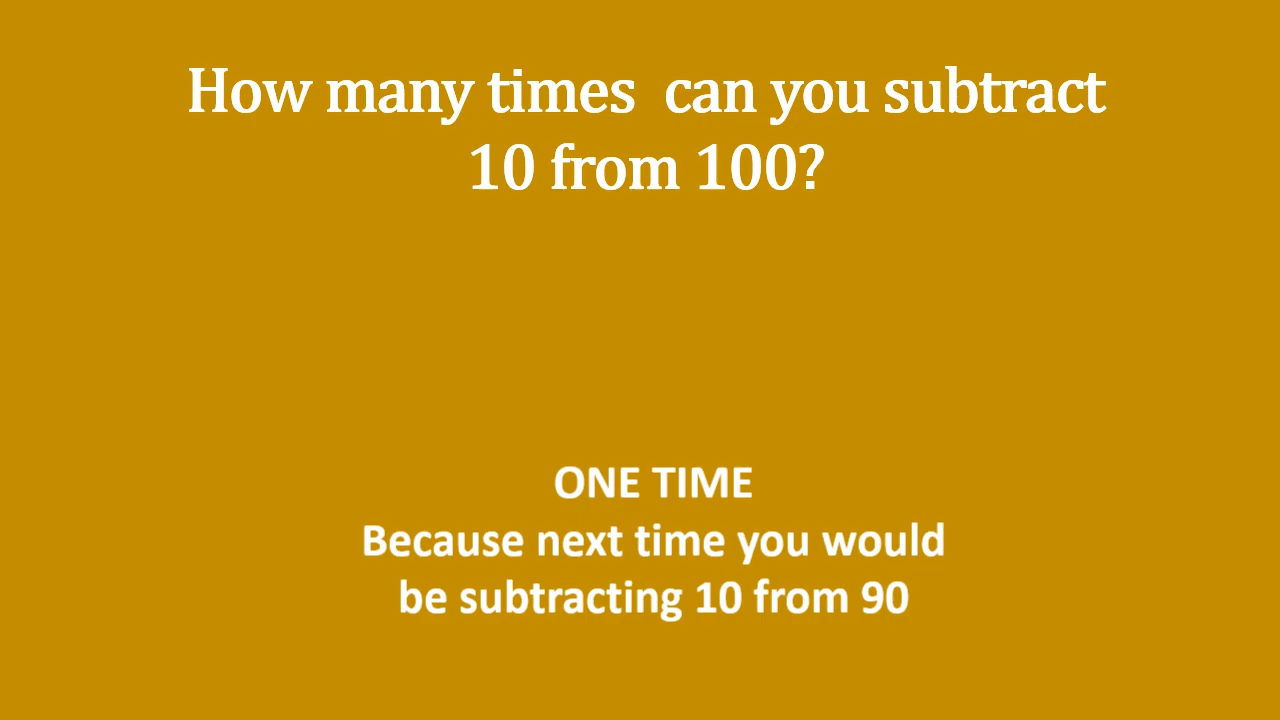 How many times can you subtract
10 from 100?
ONE TIME
Because next time you would
be subtracting 10 from 90